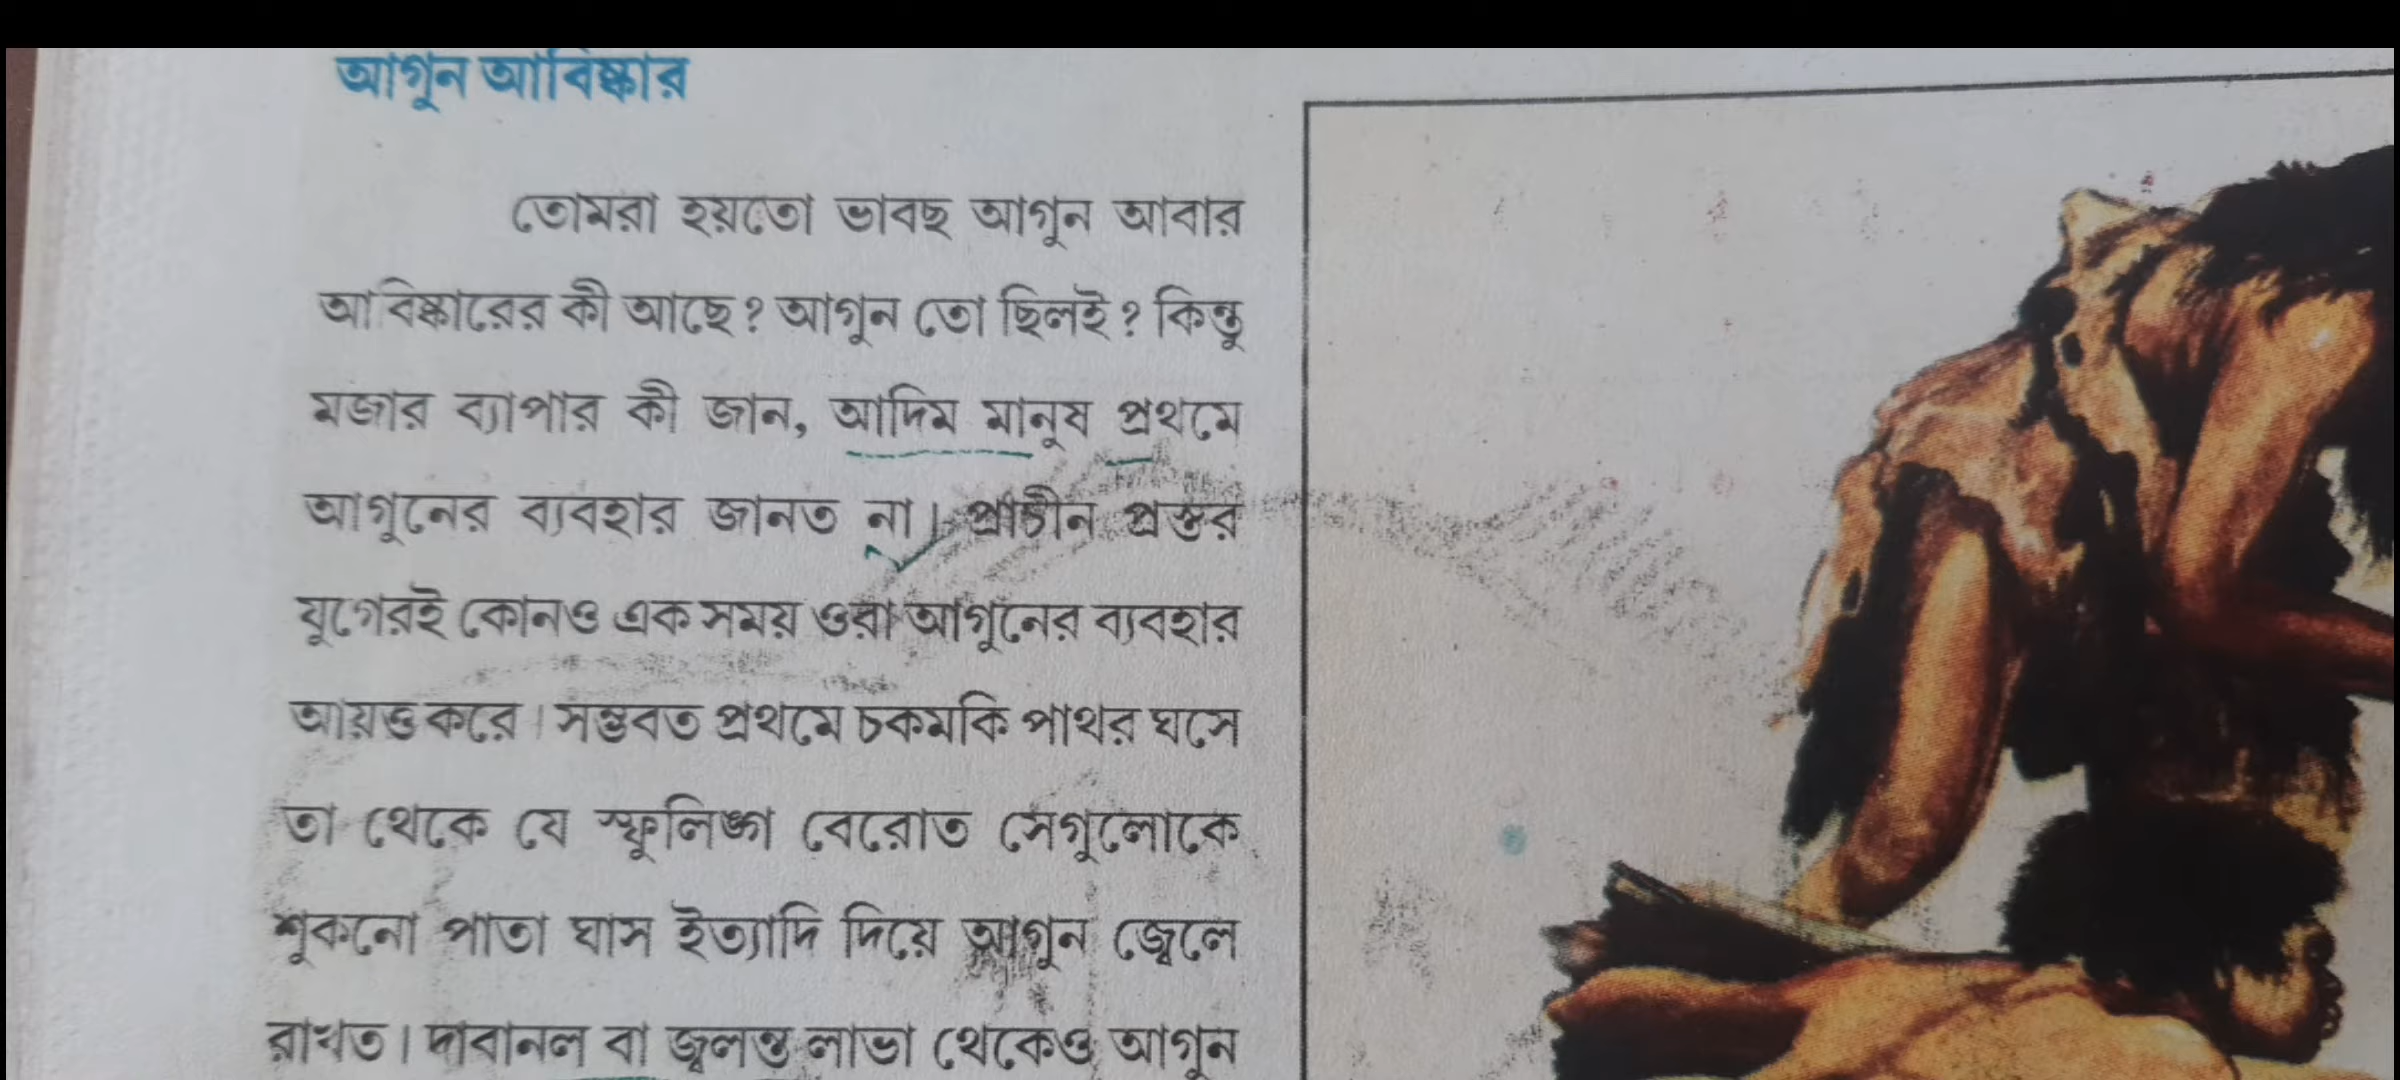 আগুন আবিষ্কার
তোমরা হয়তো ভাবছ আগুন আবার
আবিষ্কারের কী আছে? আগুন তো ছিলই? কিন্তু
মজার ব্যাপার কী জান, আদিম মানুষ প্রথমে
আগুনের ব্যবহার জানত না। প্রাচীন প্রস্তর
যুগেরই কোনও এক সময় ওরা আগুনের ব্যবহার
আয়ত্ত করে। সম্ভবত প্রথমে চকমকি পাথর ঘসে
তা থেকে যে স্ফুলিঙ্গ বেরোত সেগুলোকে
শুকনো পাতা ঘাস ইত্যাদি দিয়ে আগুন জ্বেলে
রাখত। দাবানল বা জ্বলন্ত লাভা থেকেও আগুন